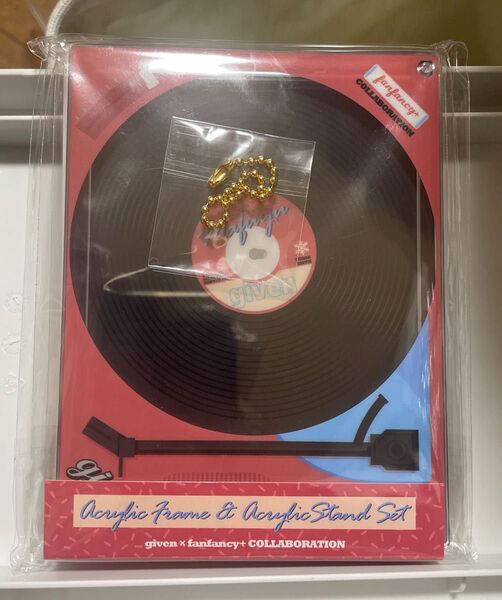 fanfancy+
COLLABORATION
Mafuyu
given
Acrylic Frame & Acrylic Stand Set
given × fanfancy+ COLLABORATION